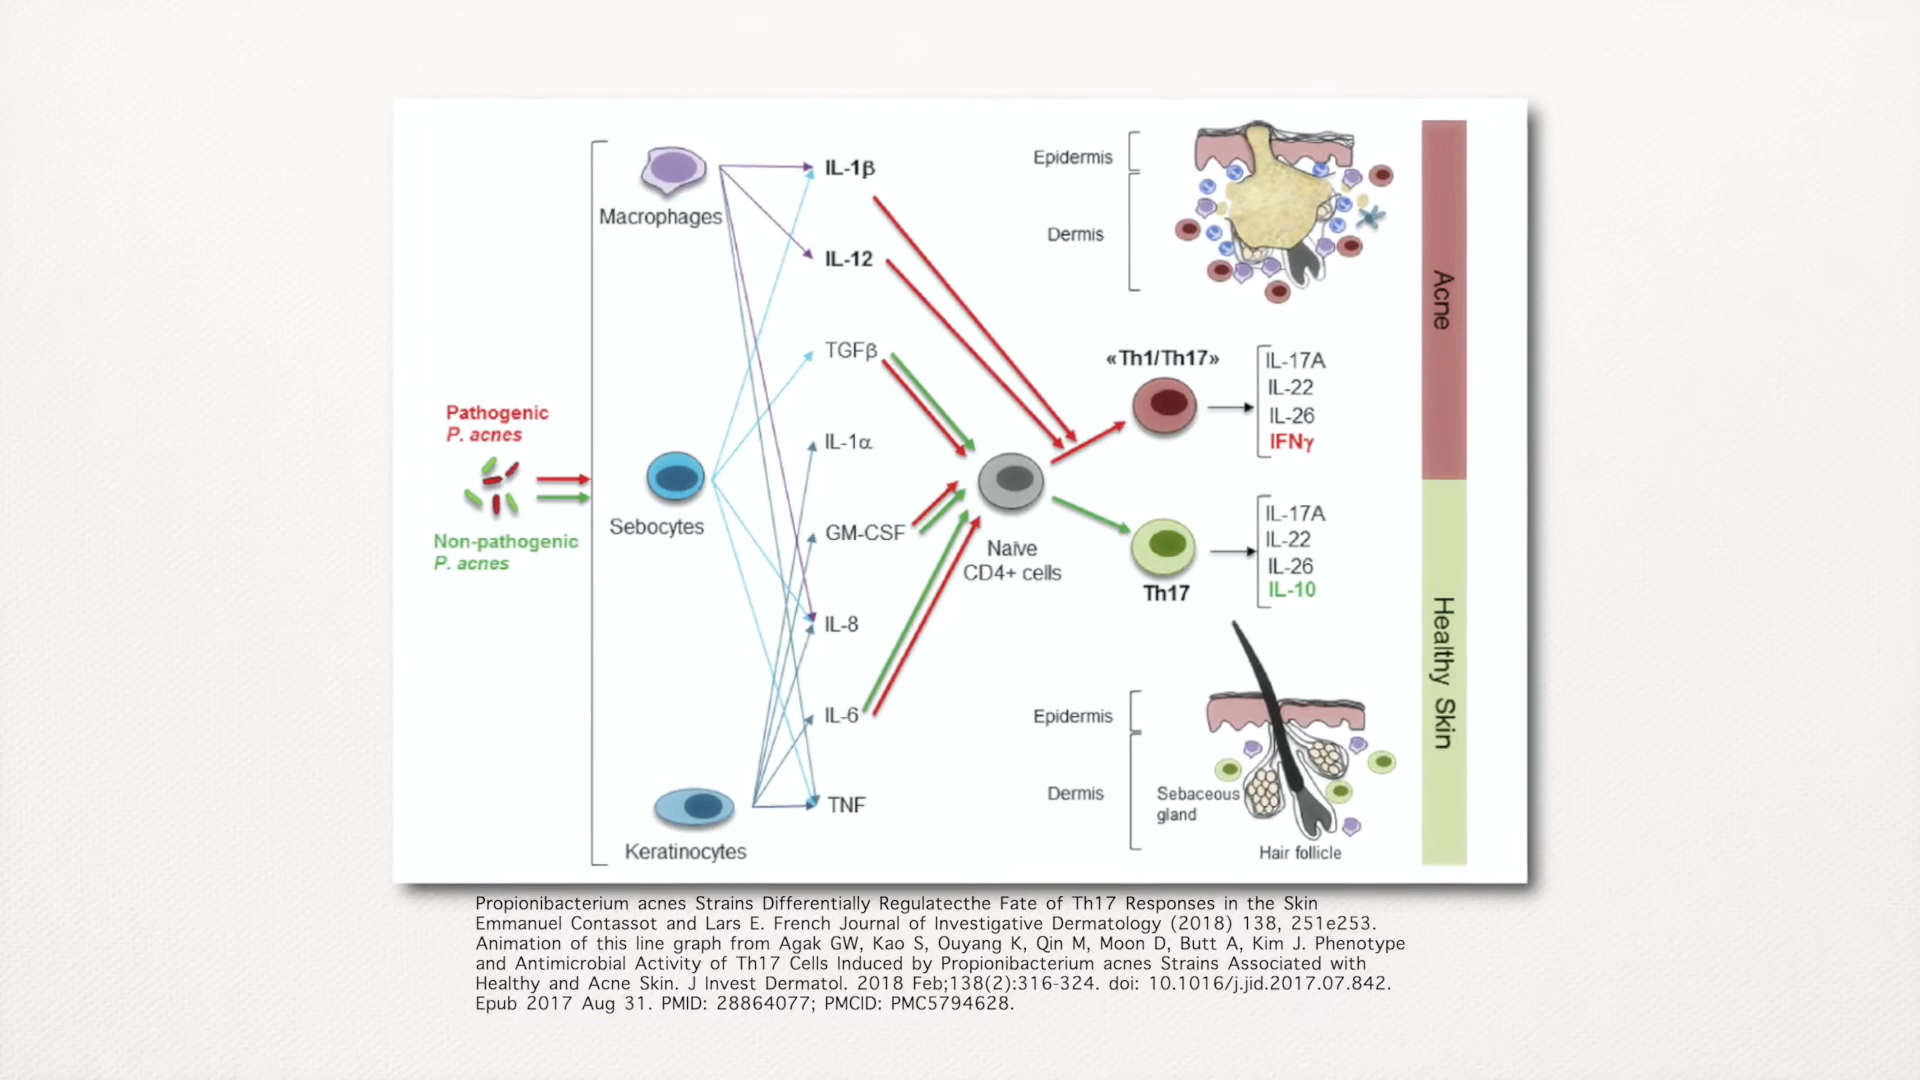 Pathogenic
P. acnes
Non-pathogenic
P. acnes
Macrophages
Sebocytes
Keratinocytes
IL-1β
IL-12
TGFβ
IL-1α
GM-CSF
IL-8
IL-6
TNF
Naïve
CD4+ cells
Epidermis
Dermis
«Th1/Th17»
IL-17A
IL-22
IL-26
IFNγ
Th17
IL-17A
IL-22
IL-26
IL-10
Epidermis
Dermis
Sebaceous
gland
Hair follicle
Acne
Healthy Skin
Propionibacterium acnes Strains Differentially Regulatecthe Fate of Th17 Responses in the Skin
Emmanuel Contassot and Lars E. French Journal of Investigative Dermatology (2018) 138, 251e253.
Animation of this line graph from Agak GW, Kao S, Ouyang K, Qin M, Moon D, Butt A, Kim J. Phenotype
and Antimicrobial Activity of Th17 Cells Induced by Propionibacterium acnes Strains Associated with
Healthy and Acne Skin. J Invest Dermatol. 2018 Feb;138(2):316-324. doi: 10.1016/j.jid.2017.07.842.
Epub 2017 Aug 31. PMID: 28864077; PMCID: PMC5794628.